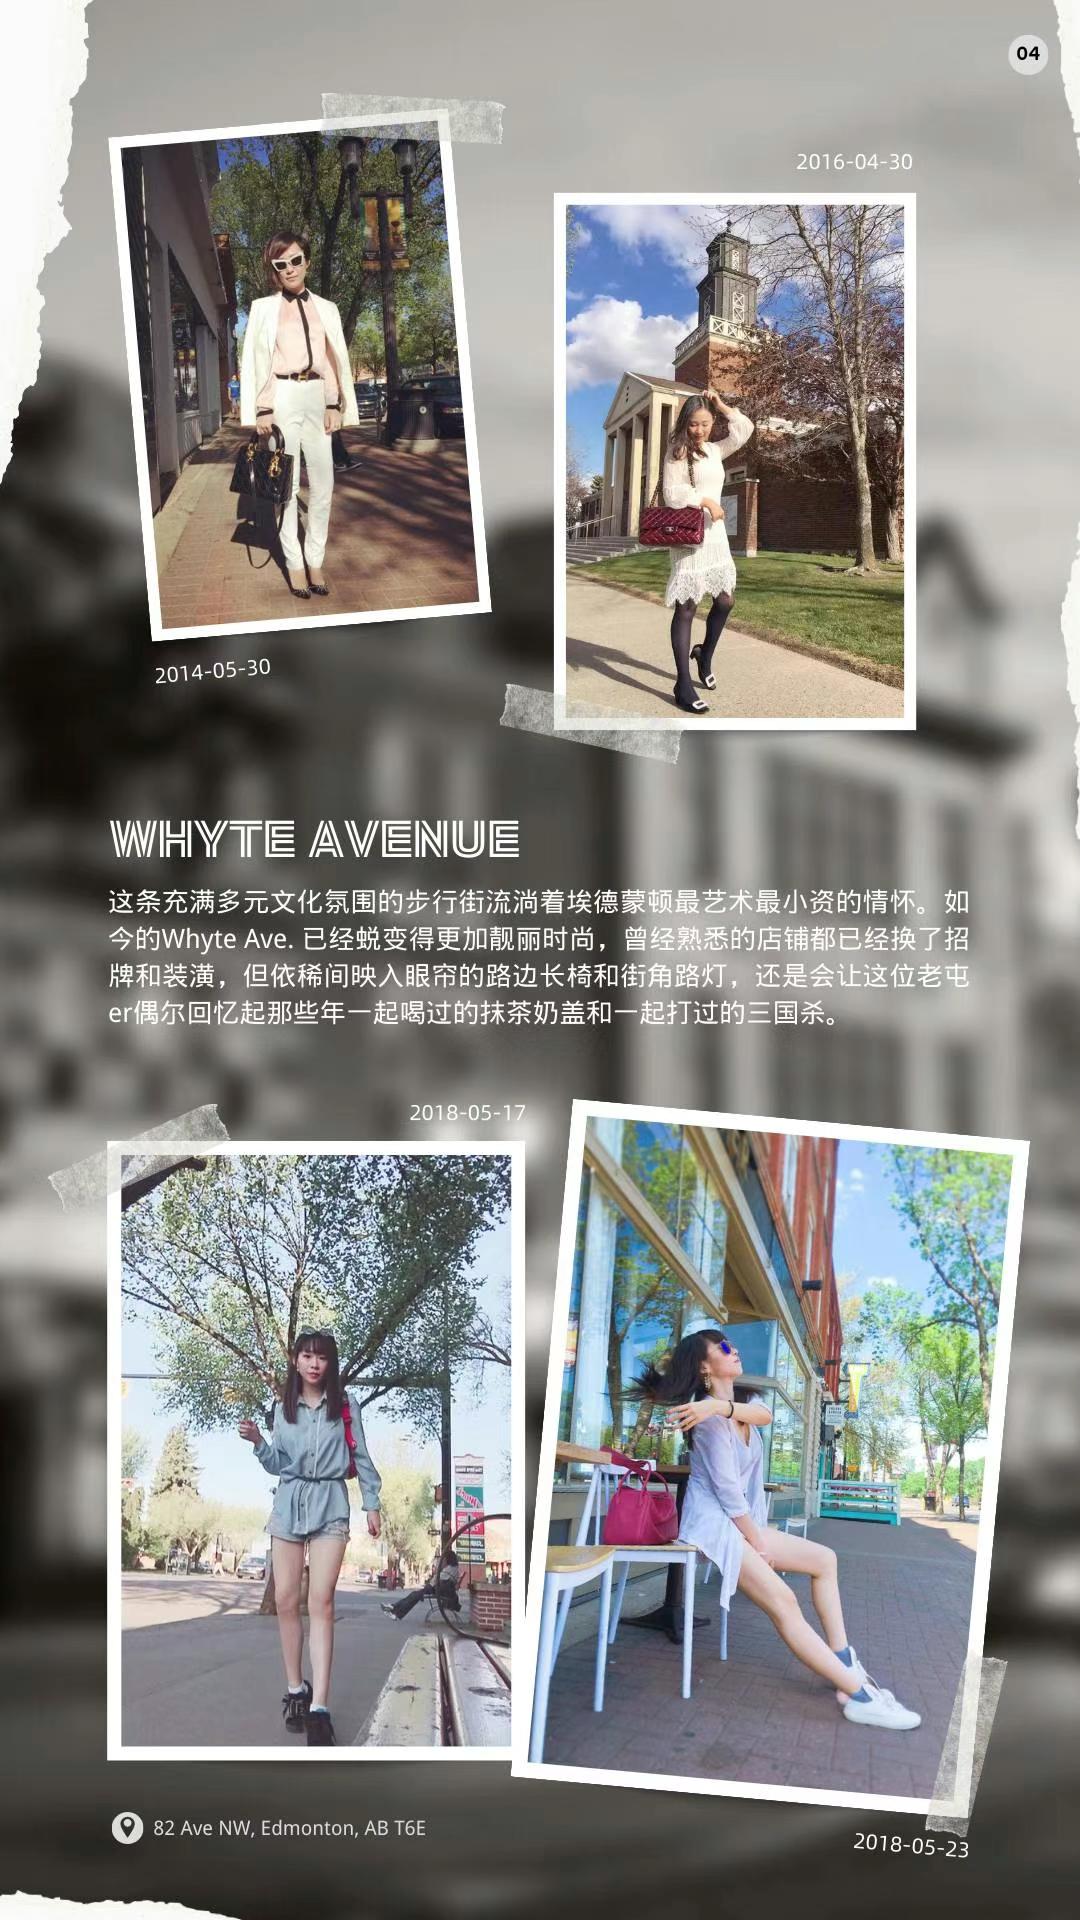 04
2016-04-30
2014-05-30
WHYTE AVENUE
这条充满多元文化氛围的步行街流淌着埃德蒙顿最艺术最小资的情怀。如
今的Whyte Ave. 已经蜕变得更加靓丽时尚，曾经熟悉的店铺都已经换了招
牌和装潢，但依稀间映入眼帘的路边长椅和街角路灯，还是会让这位老屯
er偶尔回忆起那些年一起喝过的抹茶奶盖和一起打过的三国杀。
2018-05-17
82 Ave NW, Edmonton, AB T6E
2018-05-23